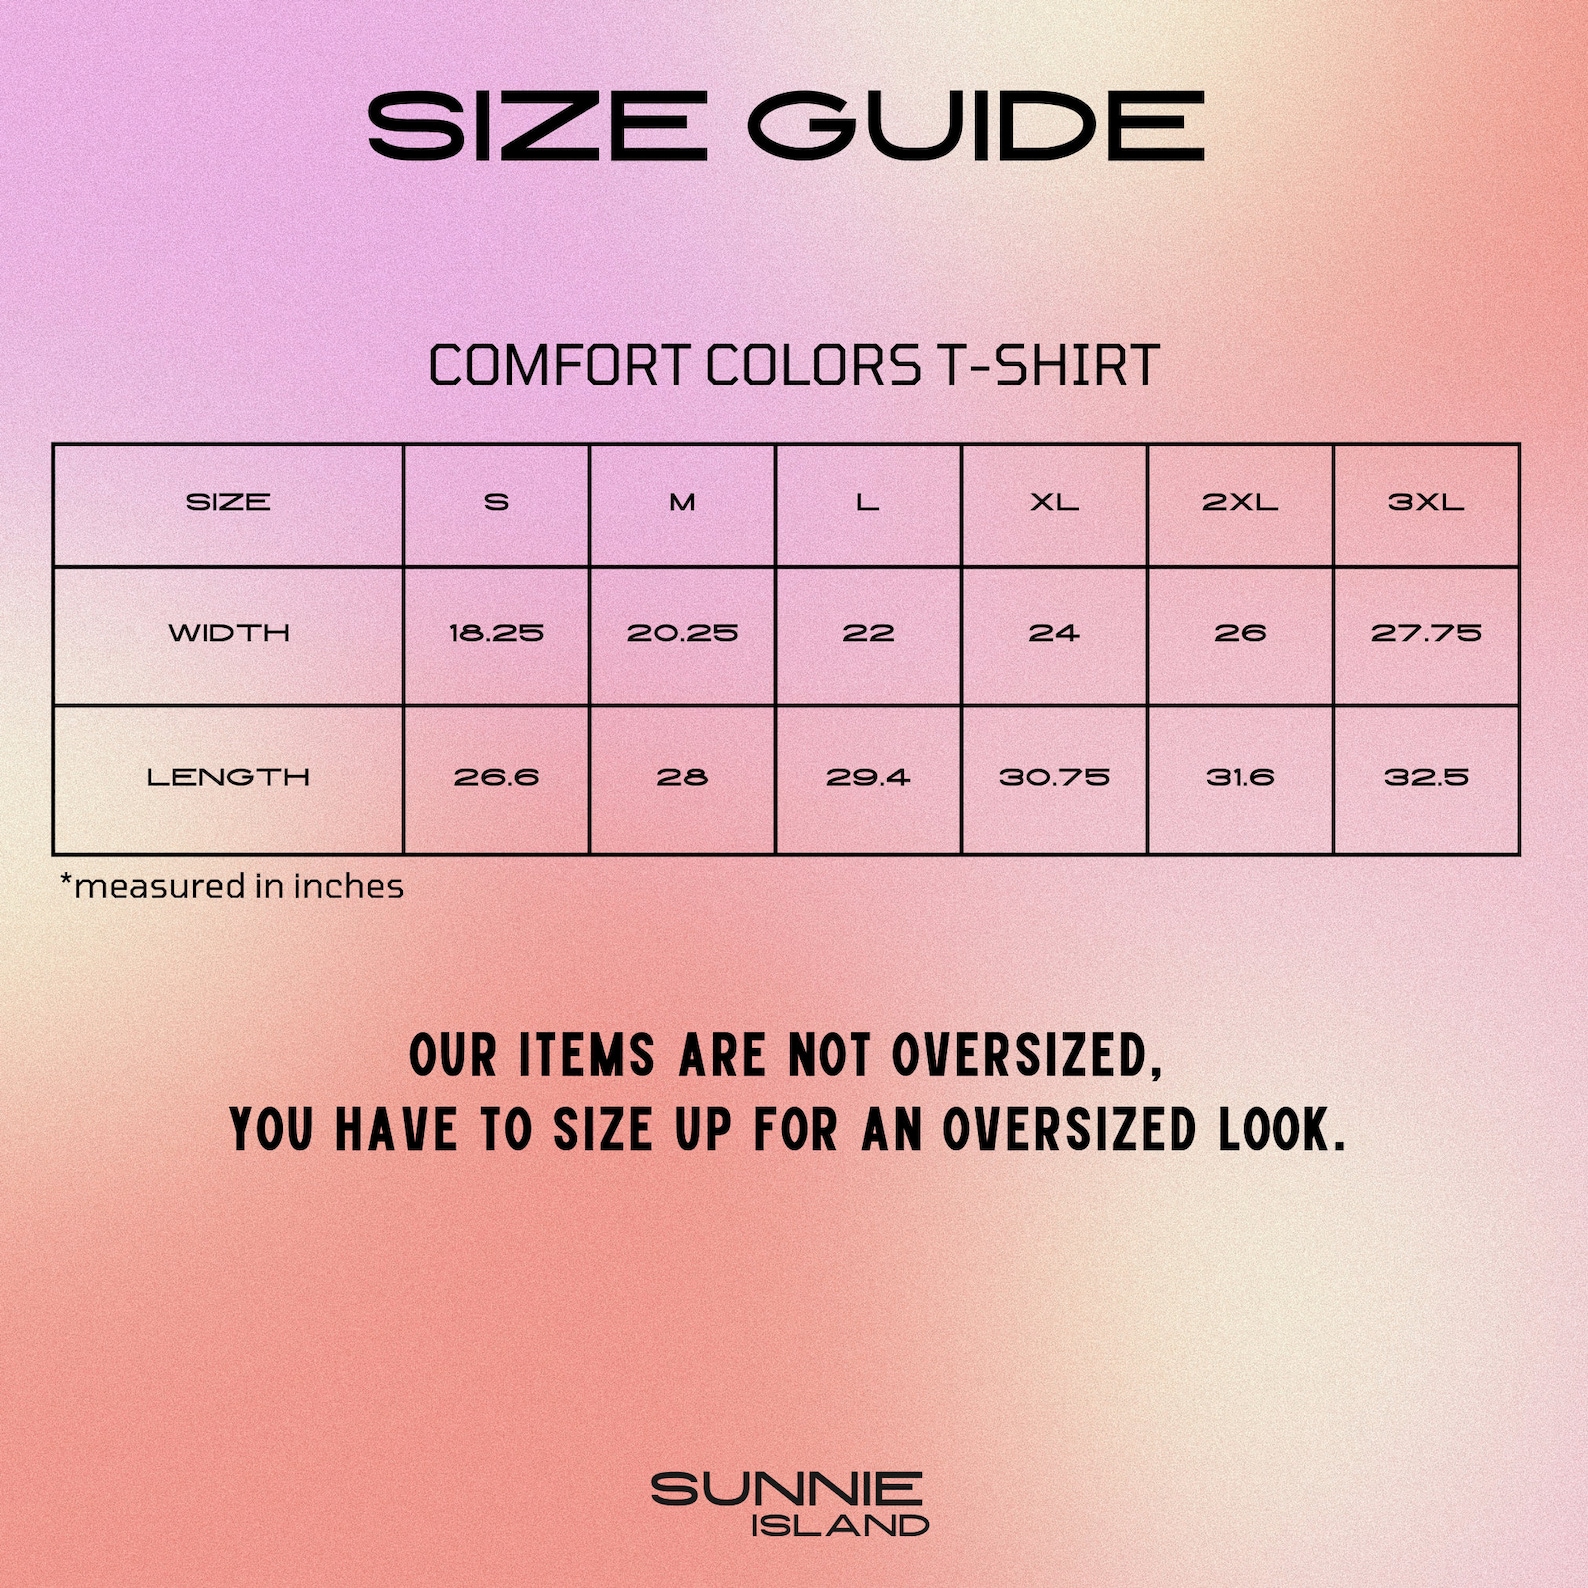 SIZE GUIDE
COMFORT COLORS T-SHIRT
SIZE S M L XL 2XL 3XL
WIDTH 18.25 20.25 22 24 26 27.75
LENGTH 26.6 28 29.4 30.75 31.6 32.5
*measured in inches
OUR ITEMS ARE NOT OVERSIZED,
YOU HAVE TO SIZE UP FOR AN OVERSIZED LOOK.
SUNNIE
ISLAND